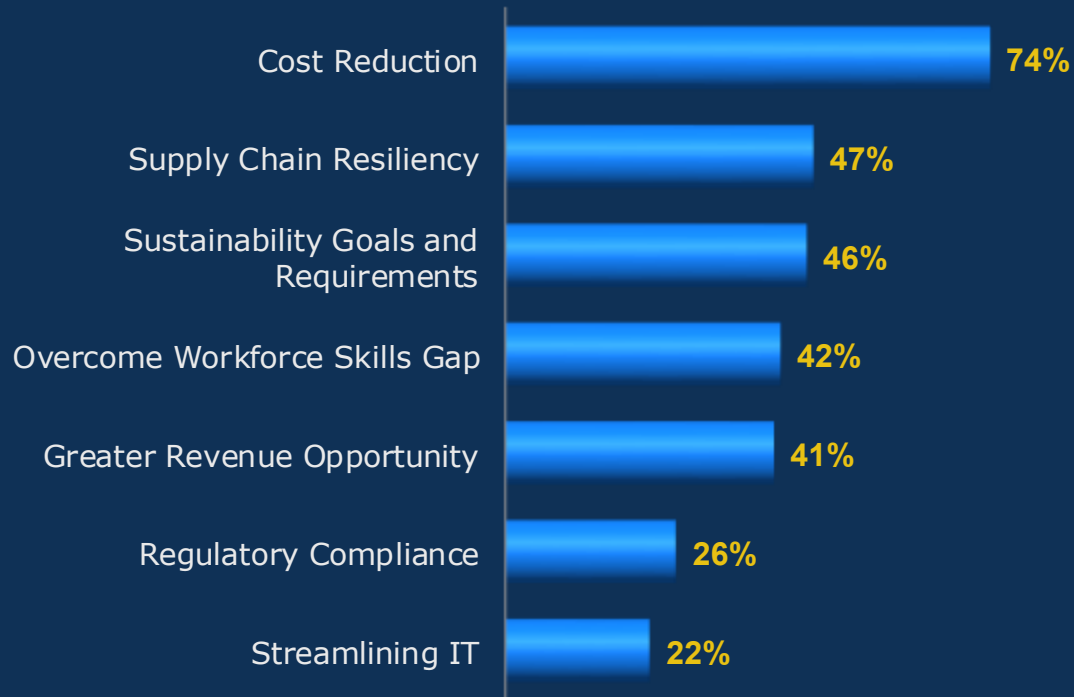 Cost Reduction
74%
Supply Chain Resiliency
47%
Sustainability Goals and
Requirements
46%
Overcome Workforce Skills Gap
42%
Greater Revenue Opportunity
41%
Regulatory Compliance
26%
Streamlining IT
22%